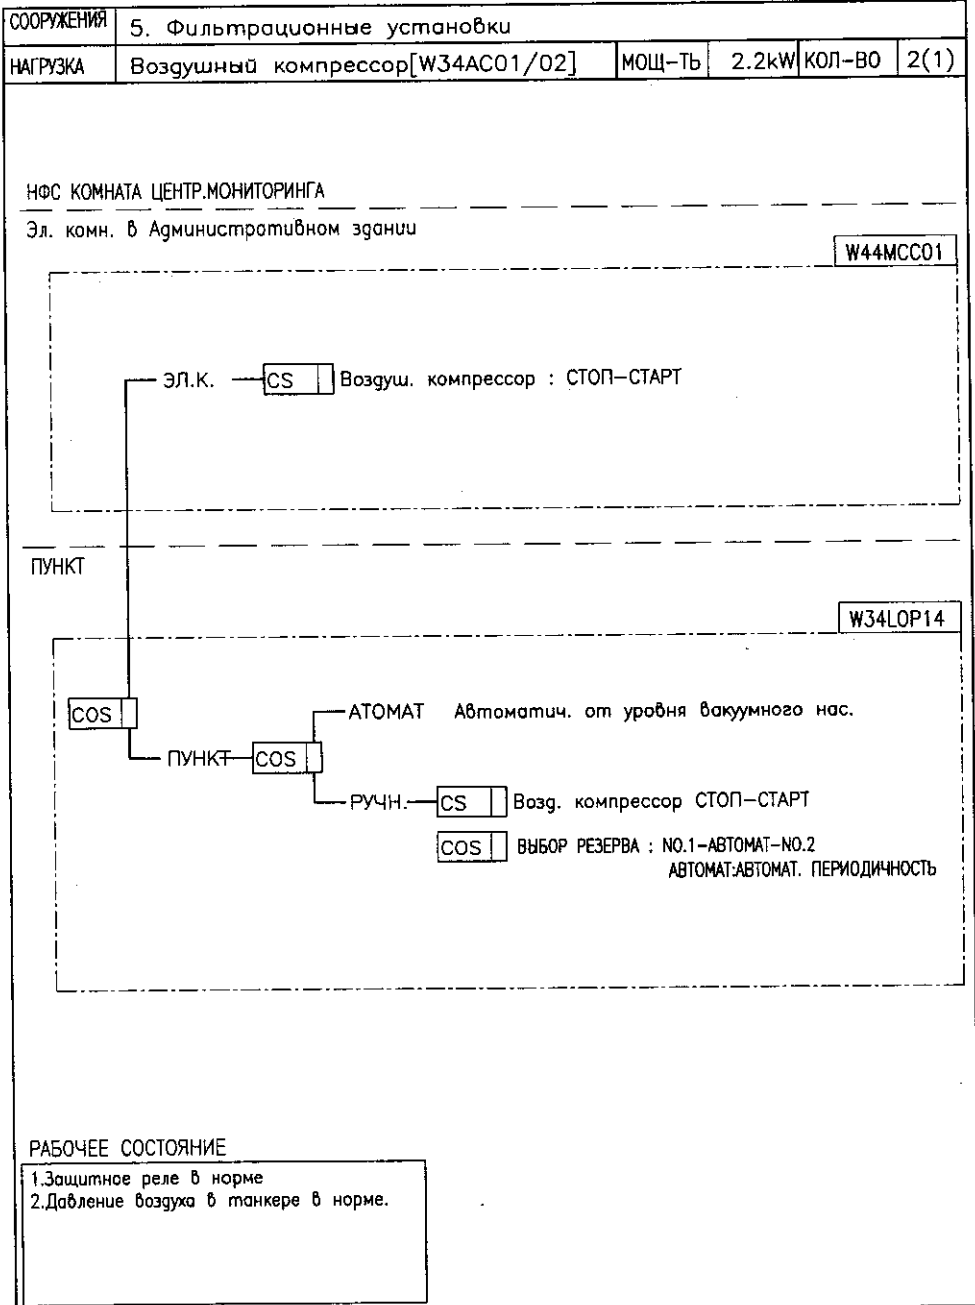 СООРУЖЕНИЯ 5. Фильтрационные установки
НАГРУЗКА Воздушный компрессор[W34AC01/02] МОЩ-ТЬ 2.2kW КОЛ-ВО 2(1)
НФС КОМНАТА ЦЕНТР.МОНИТОРИНГА
Эл. комн. в Административном здании
W44MCC01
ЭЛ.К. CS Воздуш. компрессор : СТОП-СТАРТ
ПУНКТ
W34LOP14
COS АТОМАТ Автоматич. от уровня вакуумного нас.
ПУНКТ COS
РУЧН. CS Возд. компрессор СТОП-СТАРТ
COS ВЫБОР РЕЗЕРВА : NO.1-АВТОМАТ-NO.2
АВТОМАТ:АВТОМАТ. ПЕРИОДИЧНОСТЬ
РАБОЧЕЕ СОСТОЯНИЕ
1.Защитное реле в норме
2.Давление воздуха в танкере в норме.